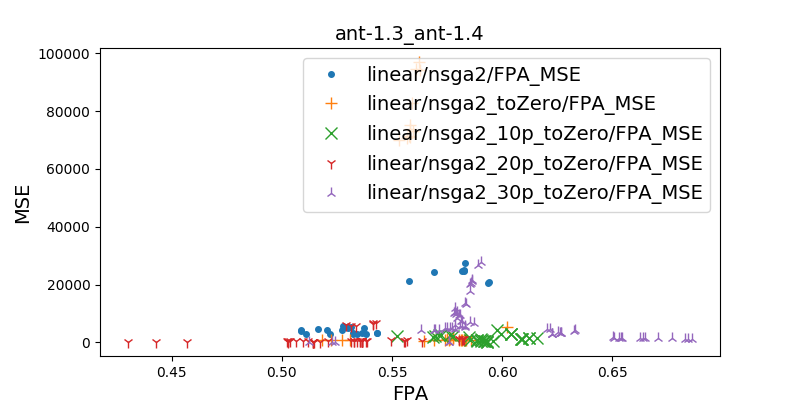 ant-1.3_ant-1.4
100000
80000
60000
40000
20000
0
MSE
linear/nsga2/FPA_MSE
linear/nsga2_toZero/FPA_MSE
linear/nsga2_10p_toZero/FPA_MSE
linear/nsga2_20p_toZero/FPA_MSE
linear/nsga2_30p_toZero/FPA_MSE
0.45 0.50 0.55 0.60 0.65
FPA